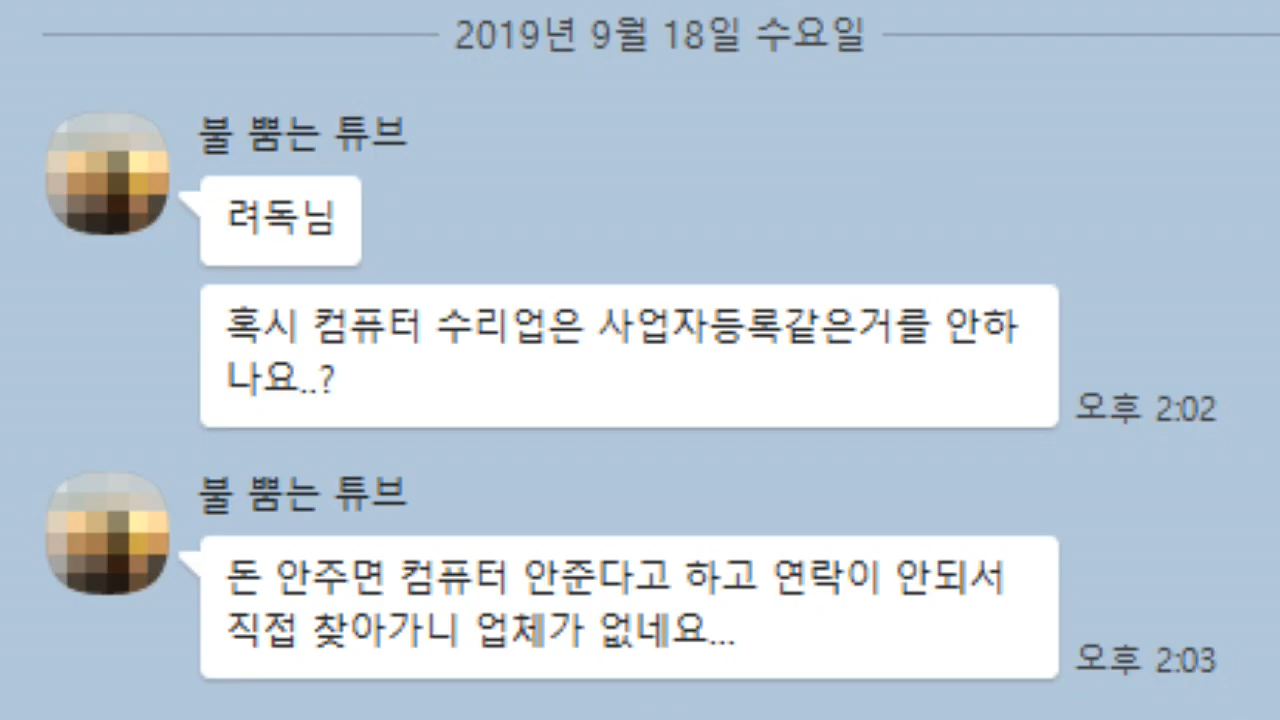 2019년 9월 18일 수요일
불 뿜는 튜브
려독님
혹시 컴퓨터 수리업은 사업자등록같은거를 안하
나요..?
오후 2:02
불 뿜는 튜브
돈 안주면 컴퓨터 안준다고 하고 연락이 안되서
직접 찾아가니 업체가 없네요...
오후 2:03